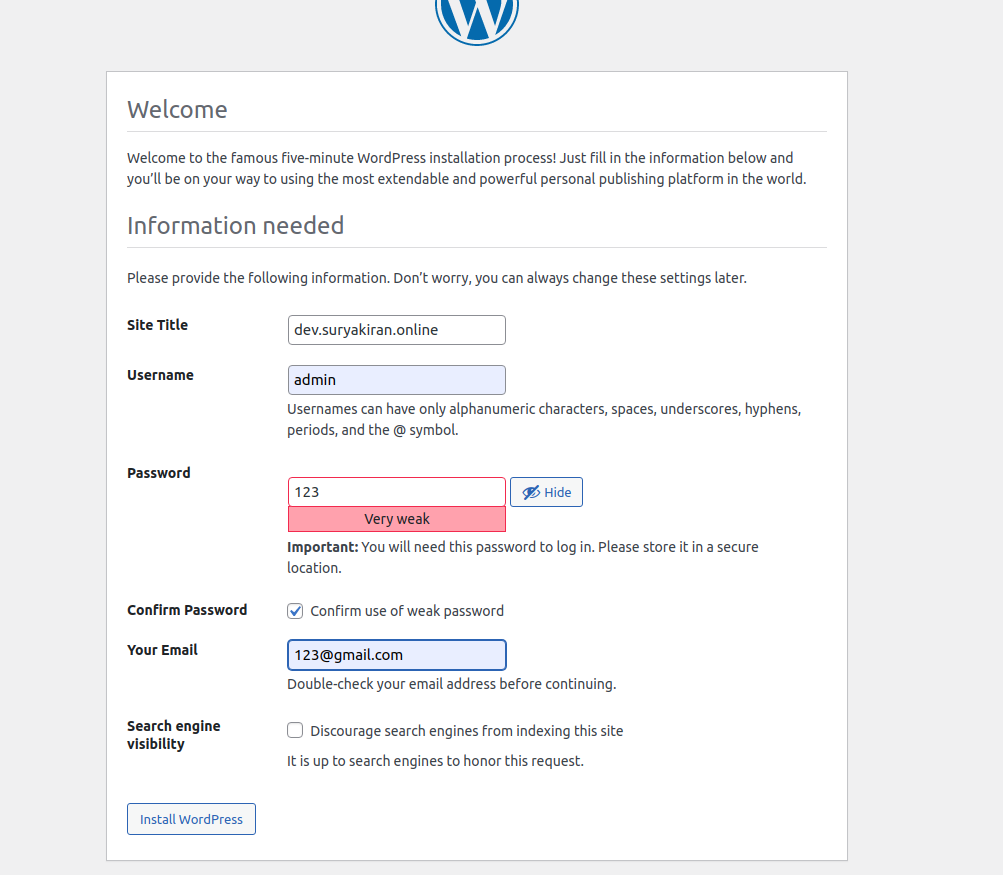 Welcome
Welcome to the famous five-minute WordPress installation process! Just fill in the information below and
you’ll be on your way to using the most extendable and powerful personal publishing platform in the world.
Information needed
Please provide the following information. Don’t worry, you can always change these settings later.
Site Title
dev.suryakiran.online
Username
admin
Usernames can have only alphanumeric characters, spaces, underscores, hyphens,
periods, and the @ symbol.
Password
123
Hide
Very weak
Important: You will need this password to log in. Please store it in a secure
location.
Confirm Password
Confirm use of weak password
Your Email
123@gmail.com
Double-check your email address before continuing.
Search engine
visibility
Discourage search engines from indexing this site
It is up to search engines to honor this request.
Install WordPress